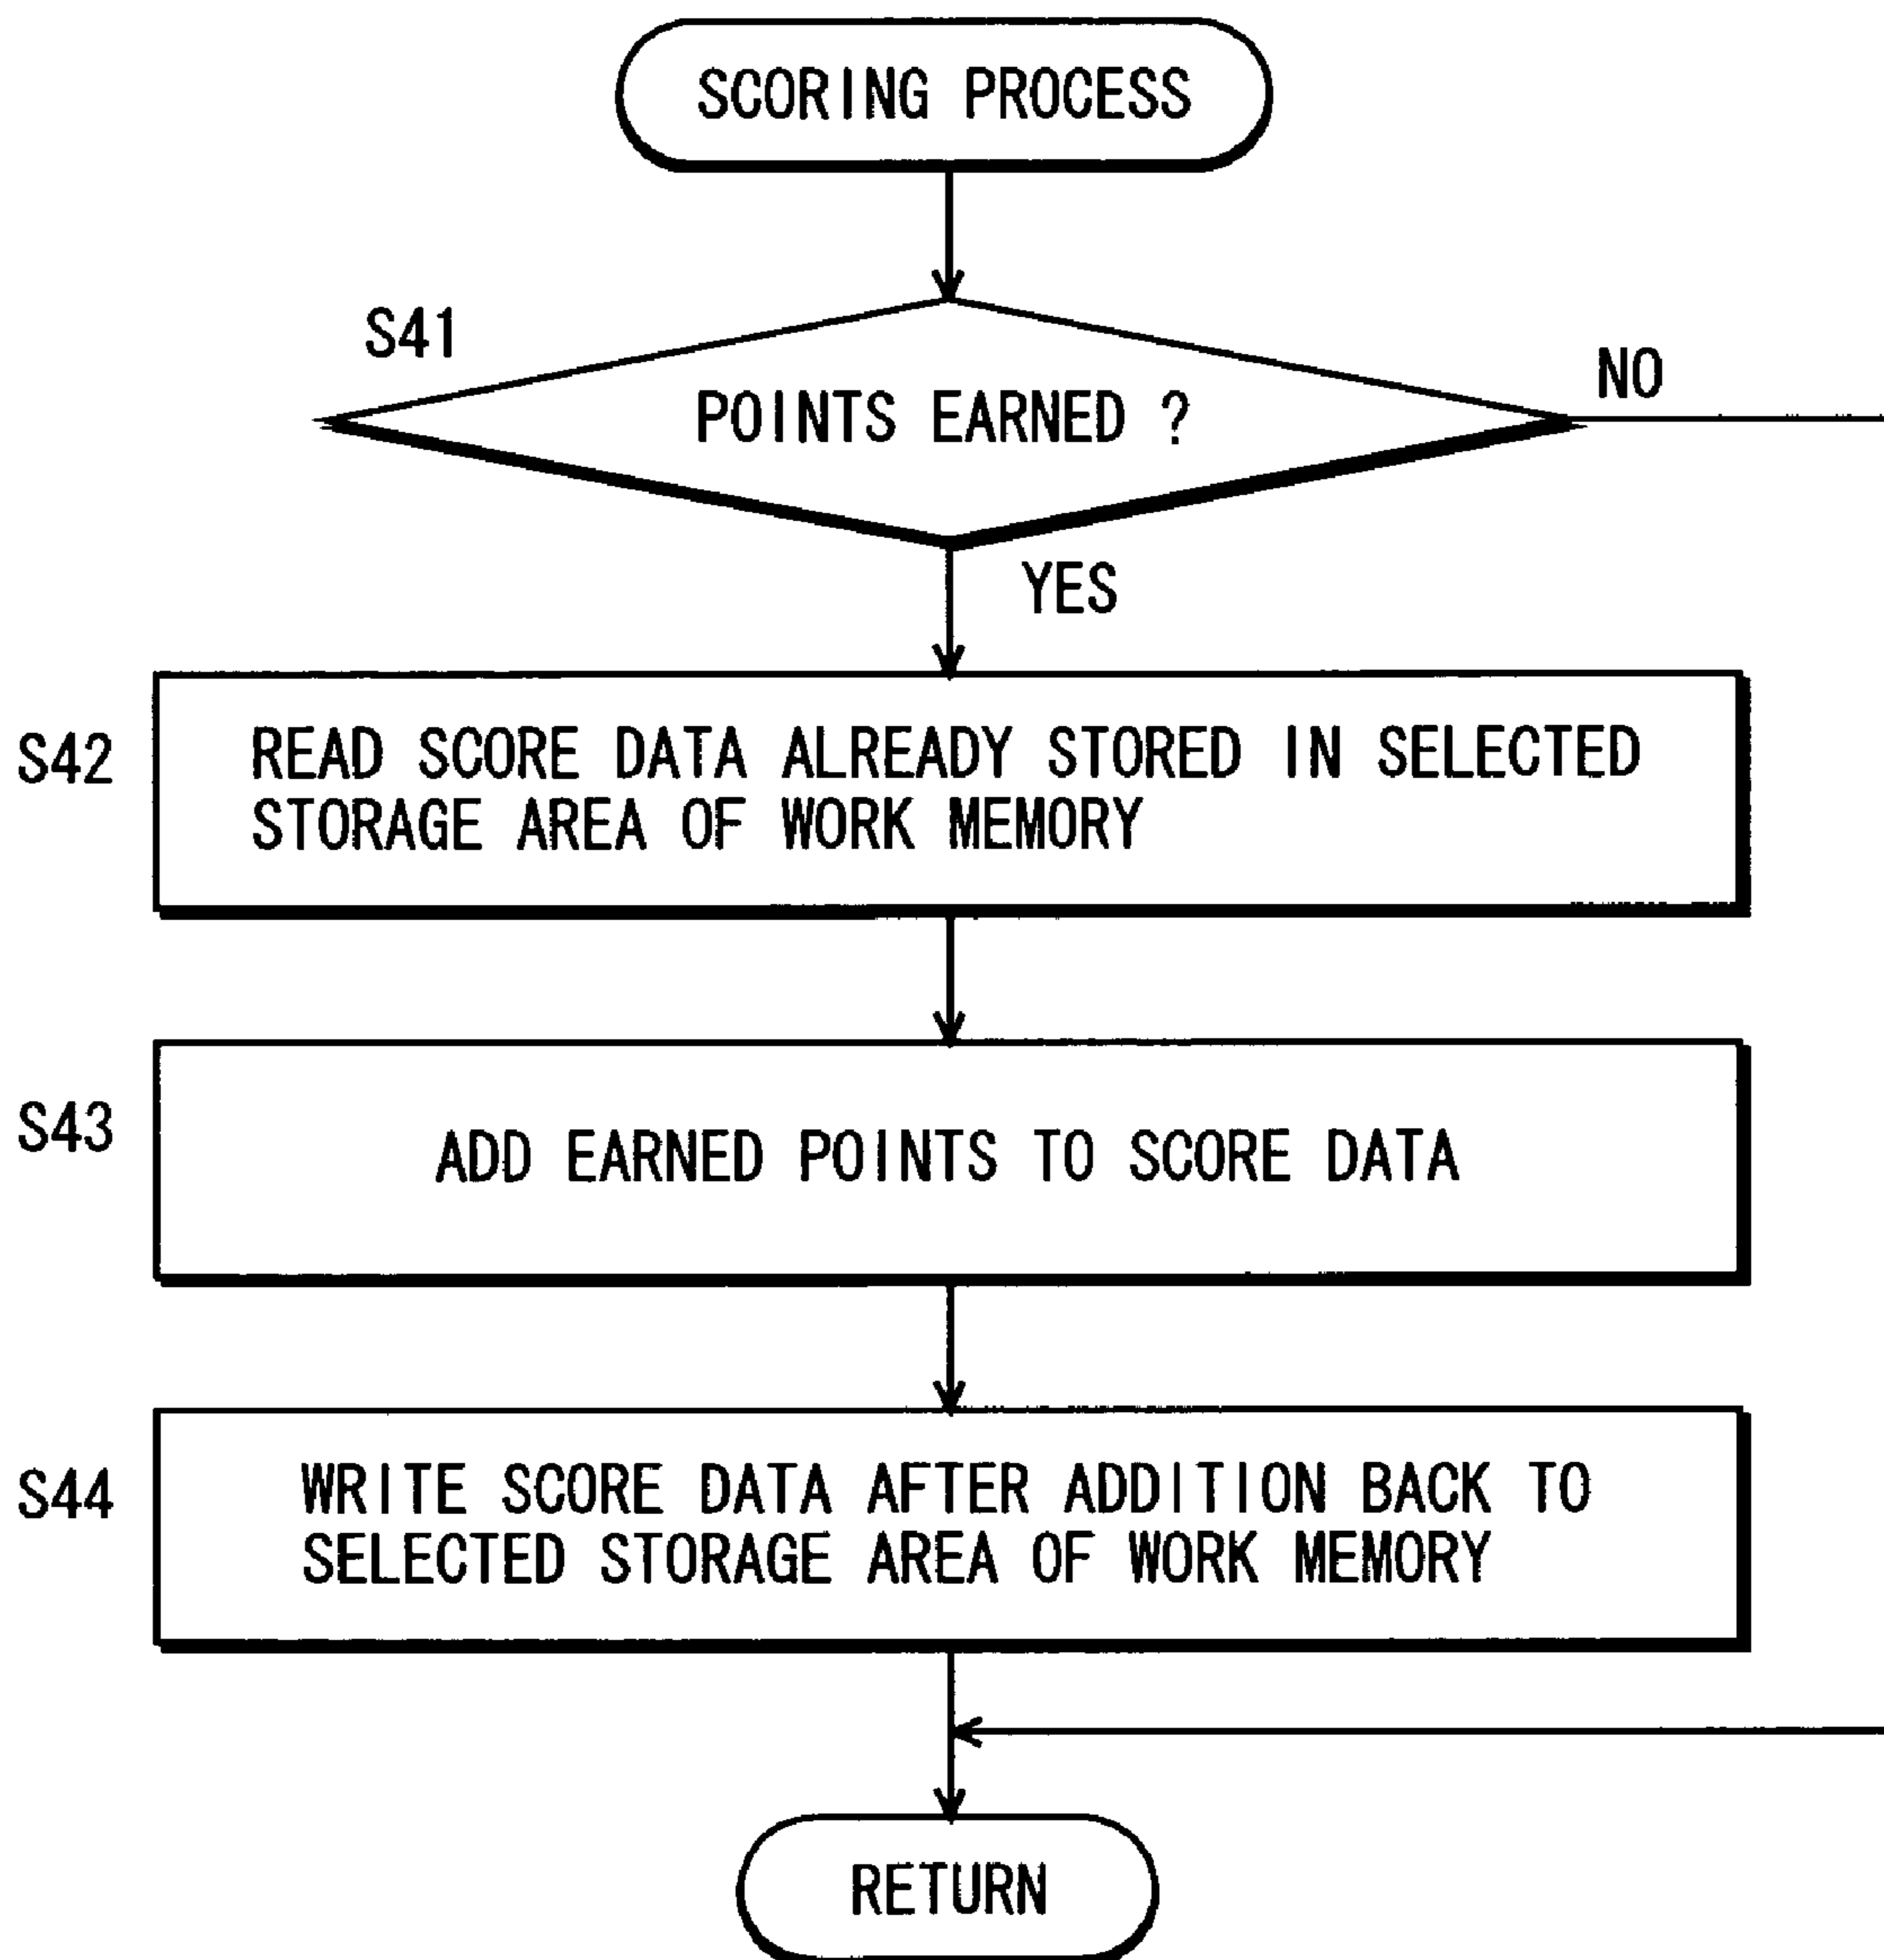 SCORING PROCESS
S41
POINTS EARNED ?
NO
YES
S42
READ SCORE DATA ALREADY STORED IN SELECTED
STORAGE AREA OF WORK MEMORY
S43
ADD EARNED POINTS TO SCORE DATA
S44
WRITE SCORE DATA AFTER ADDITION BACK TO
SELECTED STORAGE AREA OF WORK MEMORY
RETURN